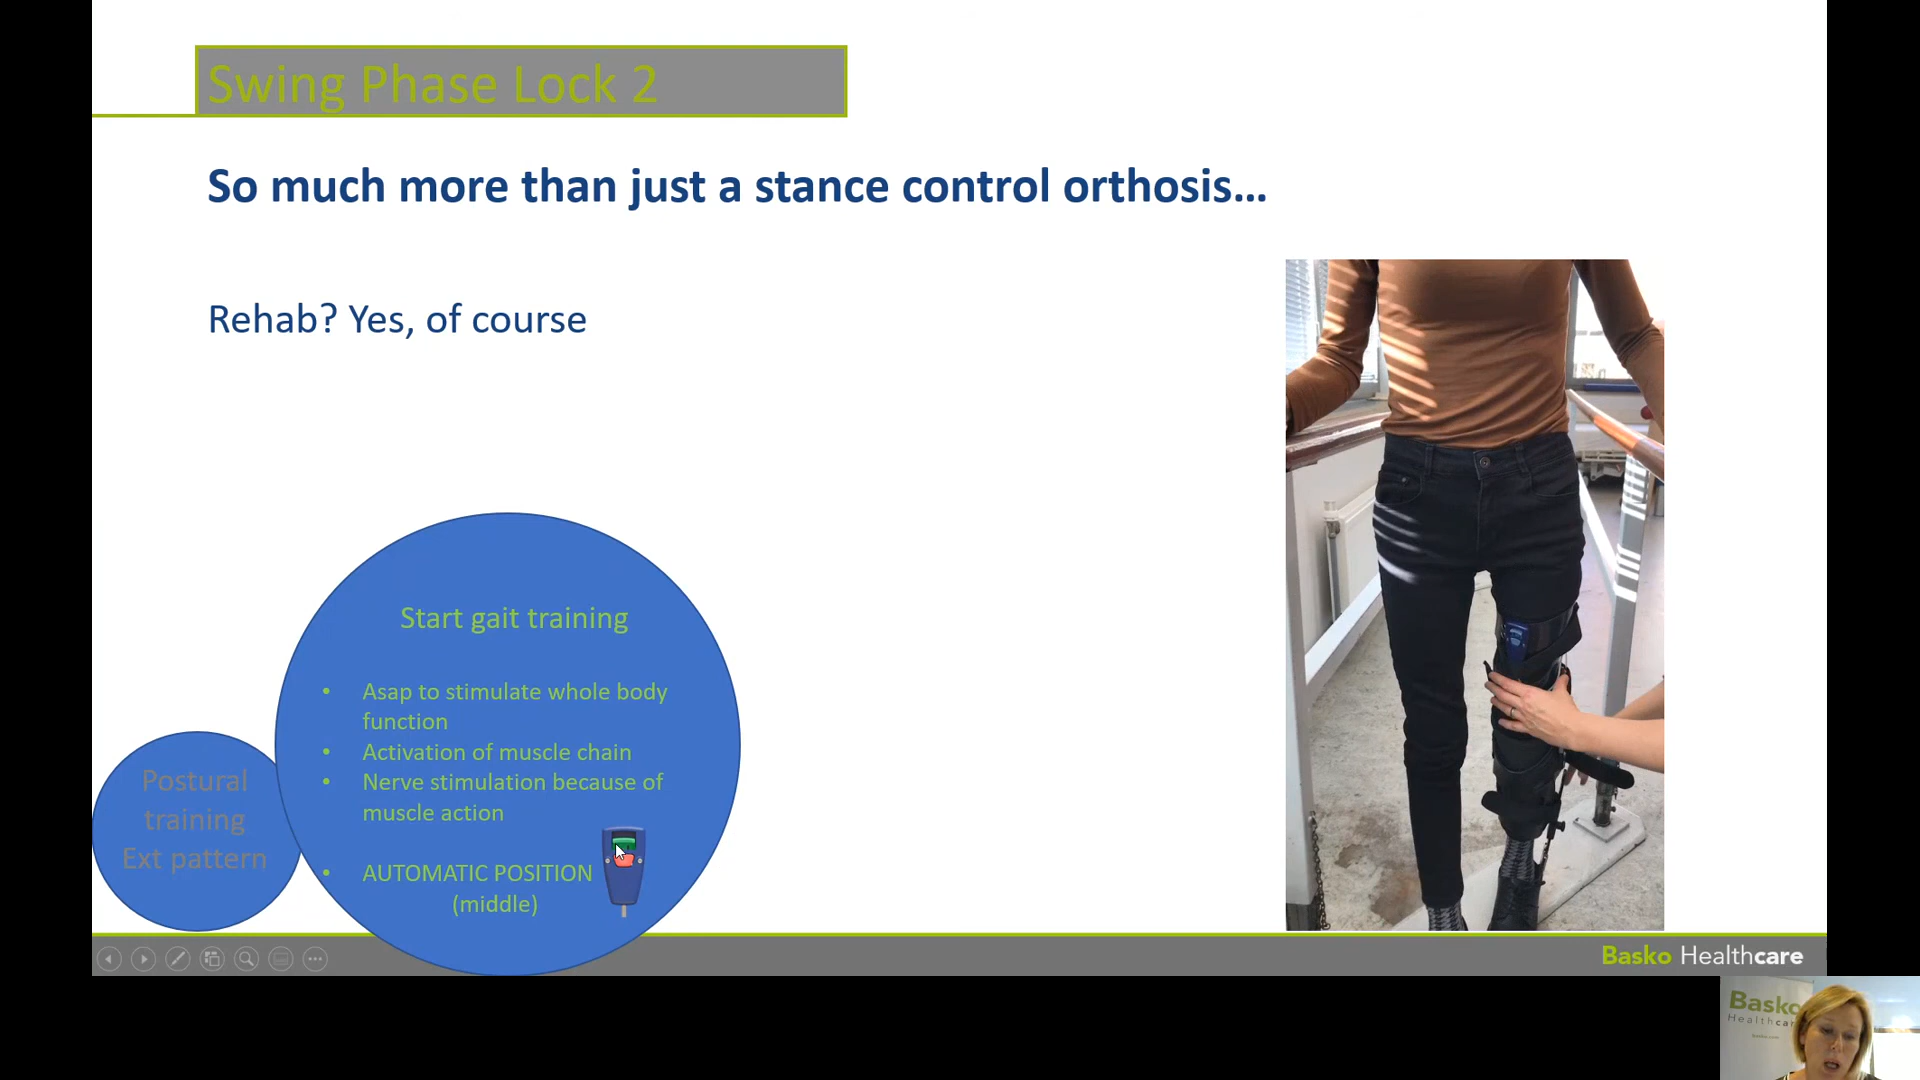 Swing Phase Lock 2
So much more than just a stance control orthosis...
Rehab? Yes, of course
Start gait training
• Asap to stimulate whole body
function
• Activation of muscle chain
• Nerve stimulation because of
muscle action
• AUTOMATIC POSITION
(middle)
Postural
training
Ext pattern
Basko Healthcare
Basko
Healthcar